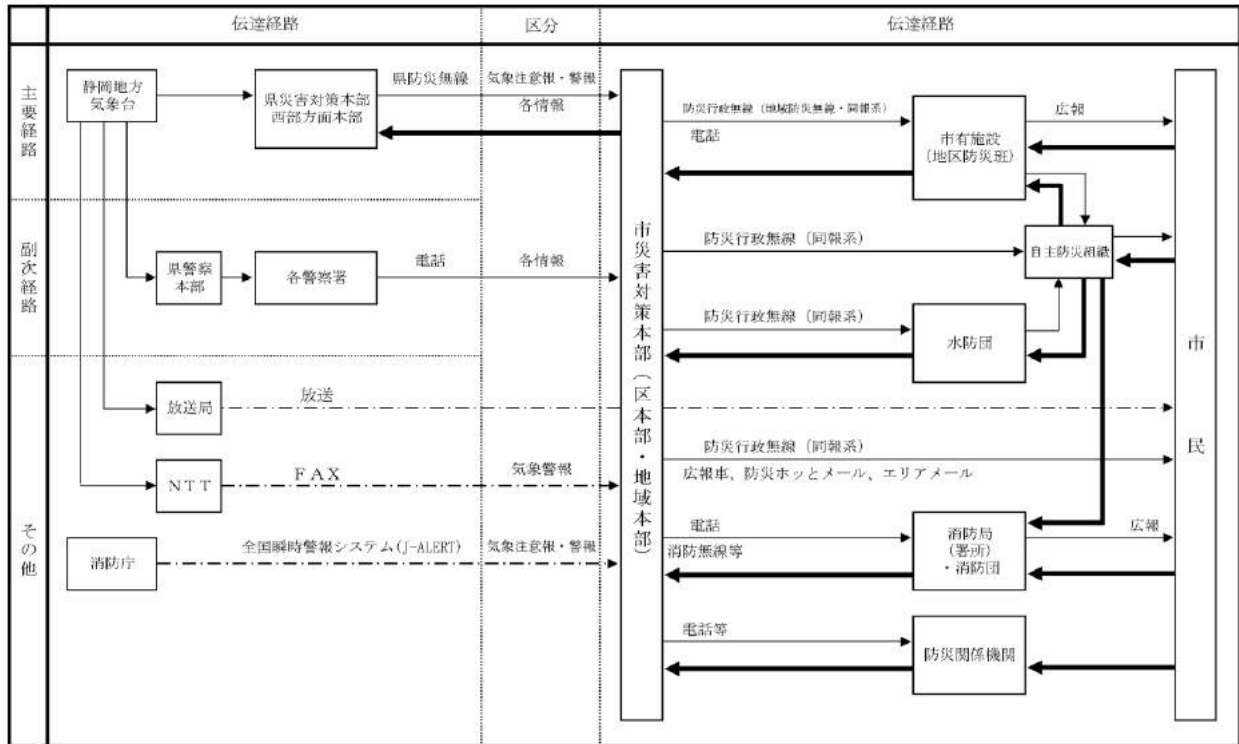 伝達経路
区分
伝達経路
主要経路
静岡地方
気象台
県災害対策本部
西部方面本部
県防災無線
気象注意報・警報
各情報
防災行政無線(地域防災無線・同報系)
電話
市有施設
(地区防災班)
広報
副次経路
県警察
本部
各警察署
電話
各情報
市災害対策本部(区本部・地域本部)
防災行政無線(同報系)
自主防災組織
防災行政無線(同報系)
水防団
市民
その他
放送局
放送
防災行政無線(同報系)
広報車、防災ホッとメール、エリアメール
NTT
FAX
気象警報
消防庁
全国瞬時警報システム(J-ALERT)
気象注意報・警報
電話
消防無線等
消防局
(署所)
・消防団
広報
電話等
防災関係機関